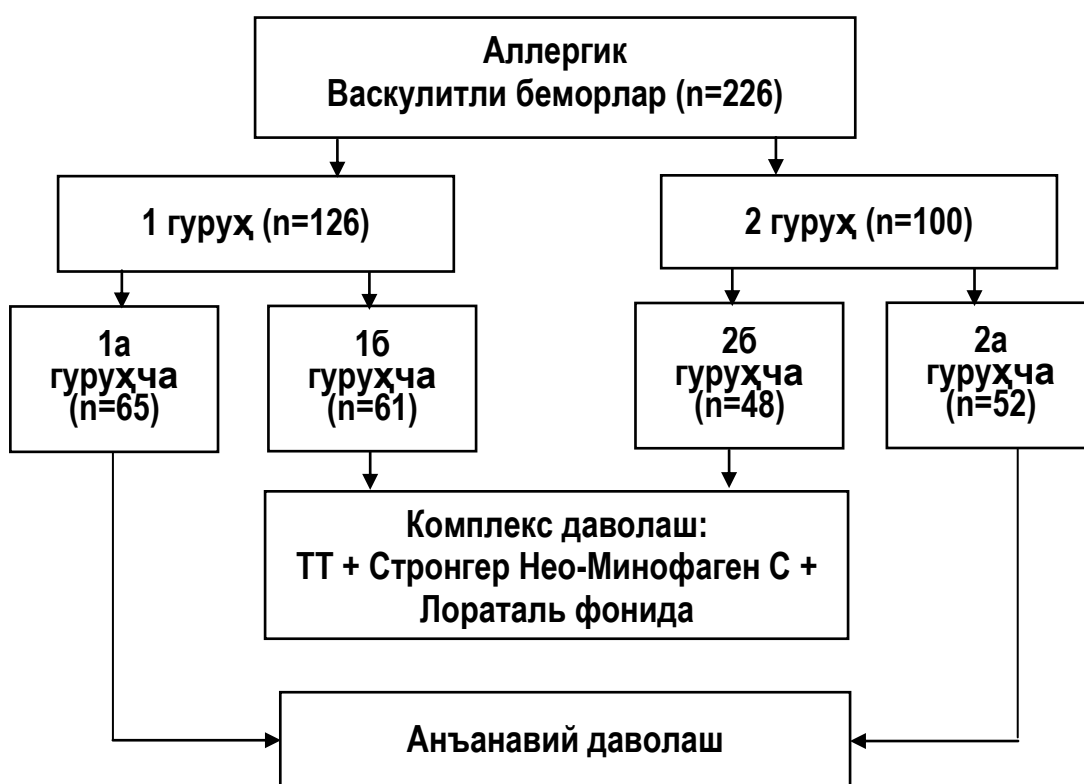 Аллергик
Васкулитли беморлар (n=226)
1 гуруҳ (n=126)
2 гуруҳ (n=100)
1а
гуруҳча
(n=65)
1б
гуруҳча
(n=61)
2б
гуруҳча
(n=48)
2а
гуруҳча
(n=52)
Комплекс даволаш:
ТТ + Стронгер Нео-Минофаген С +
Лораталь фонида
Анъанавий даволаш